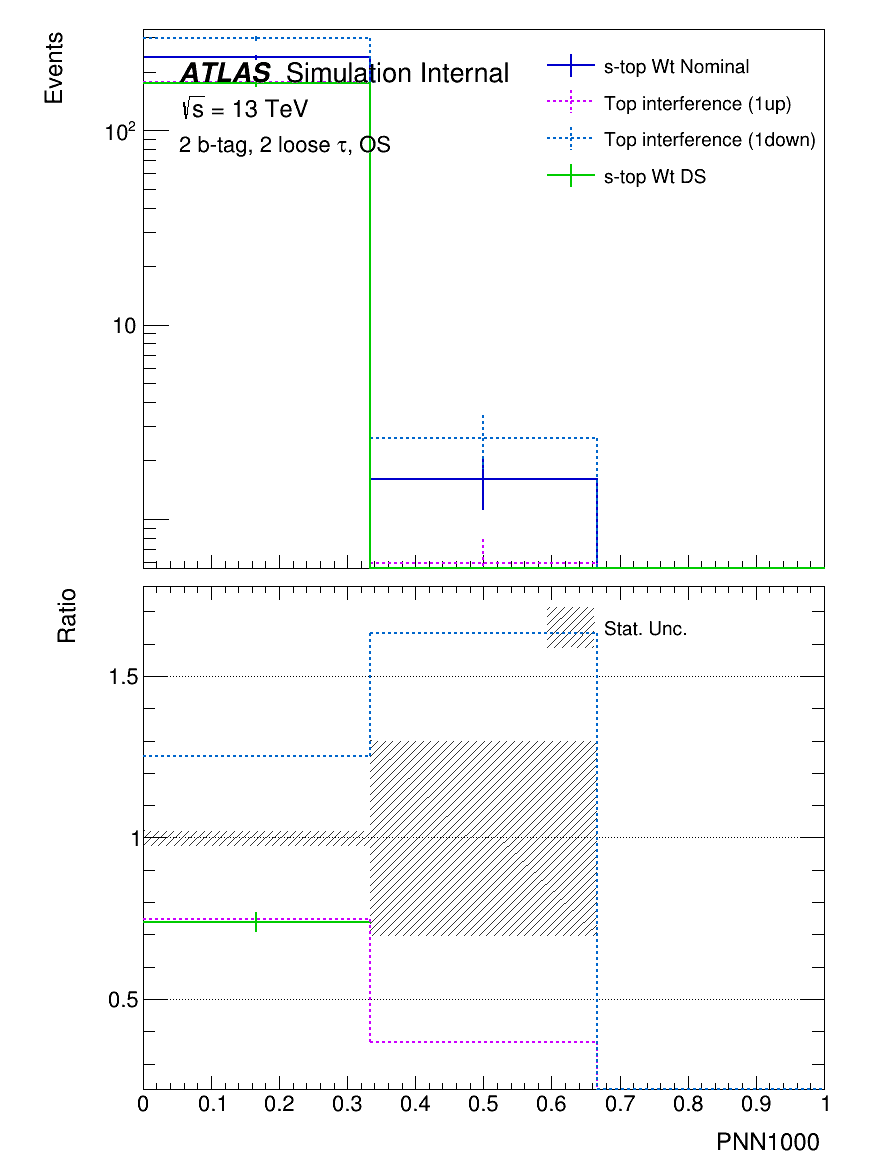 Events
ATLAS Simulation Internal
√s = 13 TeV
2 b-tag, 2 loose τ, OS
s-top Wt Nominal
Top interference (1up)
Top interference (1down)
s-top Wt DS
10²
10
Ratio
Stat. Unc.
1.5
1
0.5
0 0.1 0.2 0.3 0.4 0.5 0.6 0.7 0.8 0.9 1
PNN1000